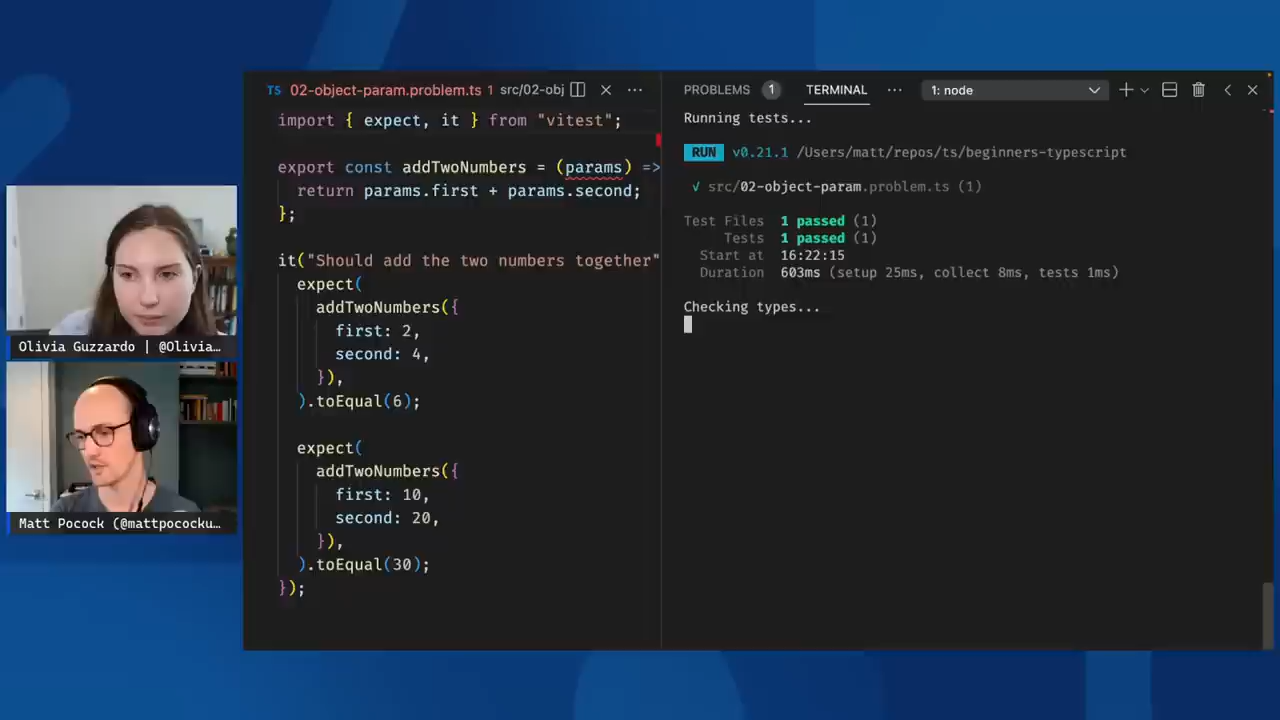 TS 02-object-param.problem.ts 1 src/02-obj
import { expect, it } from "vitest";
export const addTwoNumbers = (params) =>
return params.first + params.second;
};
it("Should add the two numbers together"
expect(
addTwoNumbers({
first: 2,
second: 4,
}),
).toEqual(6);
expect(
addTwoNumbers({
first: 10,
second: 20,
}),
).toEqual(30);
});
PROBLEMS 1 TERMINAL ··· 1: node
Running tests...
RUN v0.21.1 /Users/matt/repos/ts/beginners-typescript
✓ src/02-object-param.problem.ts (1)
Test Files 1 passed (1)
Tests 1 passed (1)
Start at 16:22:15
Duration 603ms (setup 25ms, collect 8ms, tests 1ms)
Checking types...
Olivia Guzzardo | @Olivia…
Matt Pocock (@mattpococku…